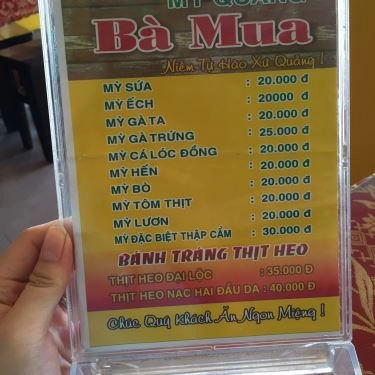 MỲ QUẢNG
Bà Mua
Niềm Tự Hào Xứ Quảng !
MỲ SỨA : 20.000 đ
MỲ ẾCH : 20000 đ
MỲ GÀ TA : 20.000 đ
MỲ GÀ TRỨNG : 25.000 đ
MỲ CÁ LÓC ĐỒNG : 20.000 đ
MỲ HẾN : 20.000 đ
MỲ BÒ : 20.000 đ
MỲ TÔM THỊT : 20.000 đ
MỲ LƯƠN : 20.000 đ
MỲ ĐẶC BIỆT THẬP CẨM : 30.000 đ
BÁNH TRÁNG THỊT HEO
THỊT HEO ĐẠI LỘC : 35.000 Đ
THỊT HEO NẠC HAI ĐẦU DA : 40.000 Đ
Chúc Quý Khách Ăn Ngon Miệng !